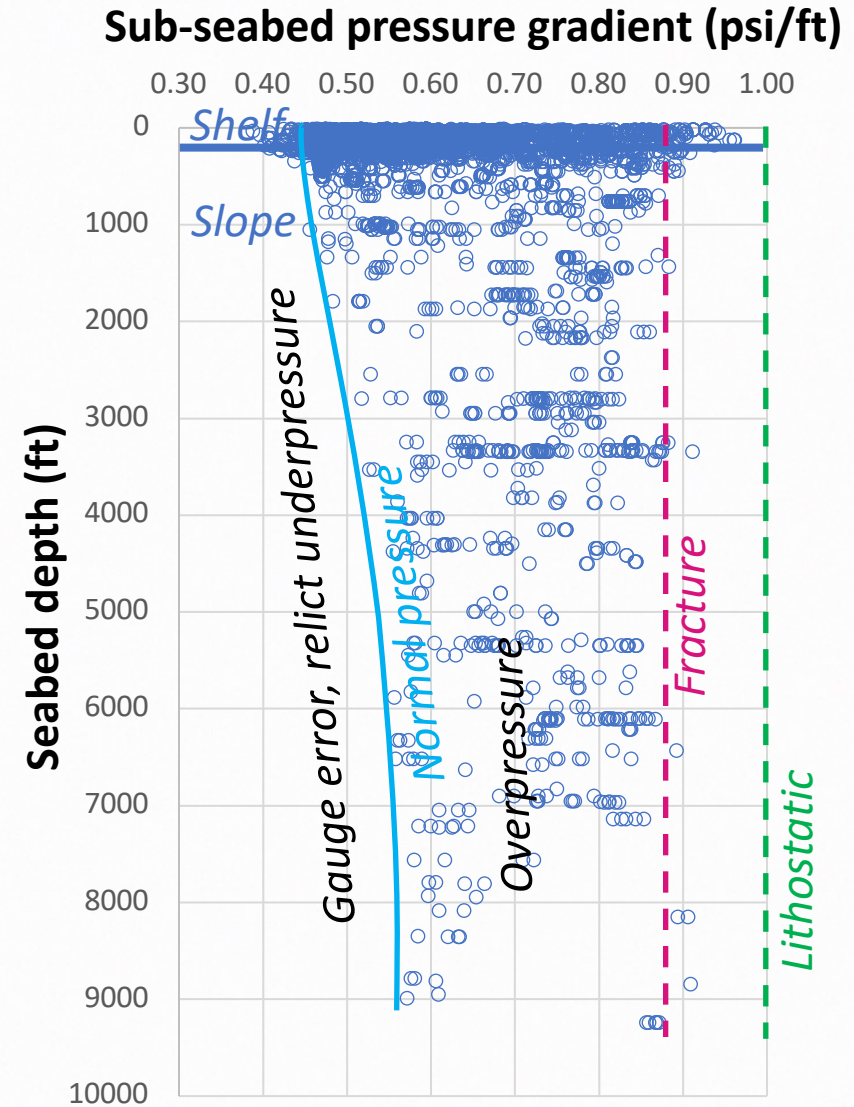 Sub-seabed pressure gradient (psi/ft)
0.30 0.40 0.50 0.60 0.70 0.80 0.90 1.00
0
1000
2000
3000
4000
5000
6000
7000
8000
9000
10000
Seabed depth (ft)
Shelf
Slope
Gauge error, relict underpressure
Normal pressure
Overpressure
Fracture
Lithostatic